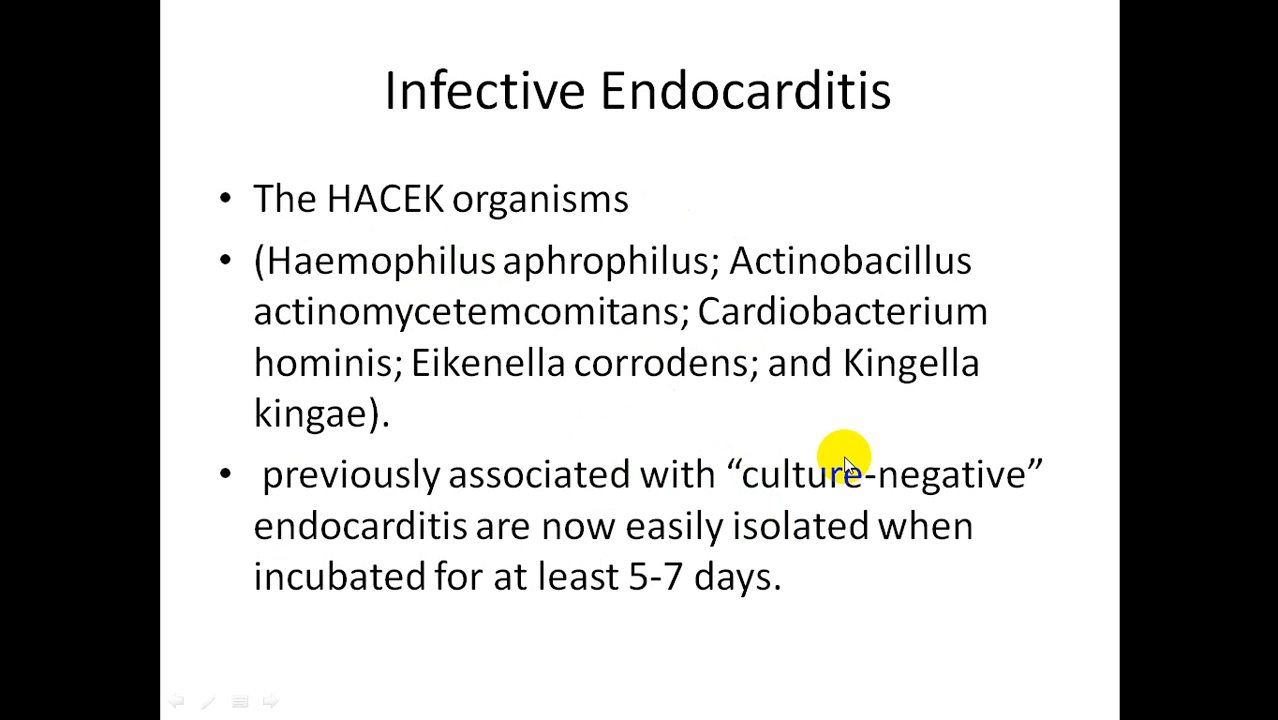 Infective Endocarditis
• The HACEK organisms
• (Haemophilus aphrophilus; Actinobacillus
actinomycetemcomitans; Cardiobacterium
hominis; Eikenella corrodens; and Kingella
kingae).
• previously associated with “culture-negative”
endocarditis are now easily isolated when
incubated for at least 5-7 days.